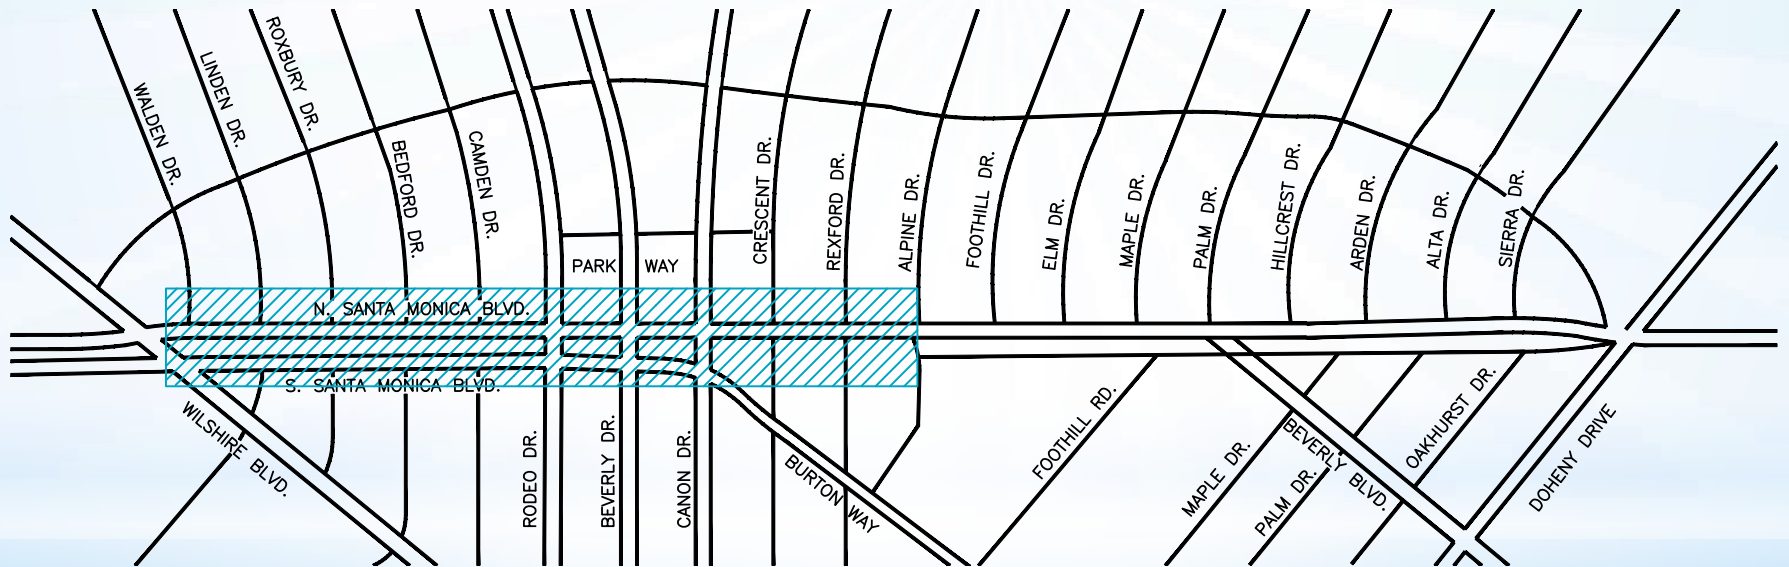 WALDEN DR.
LINDEN DR.
ROXBURY DR.
BEDFORD DR.
CAMDEN DR.
CRESCENT DR.
REXFORD DR.
ALPINE DR.
FOOTHILL DR.
ELM DR.
MAPLE DR.
PALM DR.
HILLCREST DR.
ARDEN DR.
ALTA DR.
SIERRA DR.
PARK WAY
N. SANTA MONICA BLVD.
S. SANTA MONICA BLVD.
WILSHIRE BLVD.
RODEO DR.
BEVERLY DR.
CANON DR.
BURTON WAY
FOOTHILL RD.
MAPLE DR.
PALM DR.
BEVERLY BLVD.
OAKHURST DR.
DOHENY DRIVE